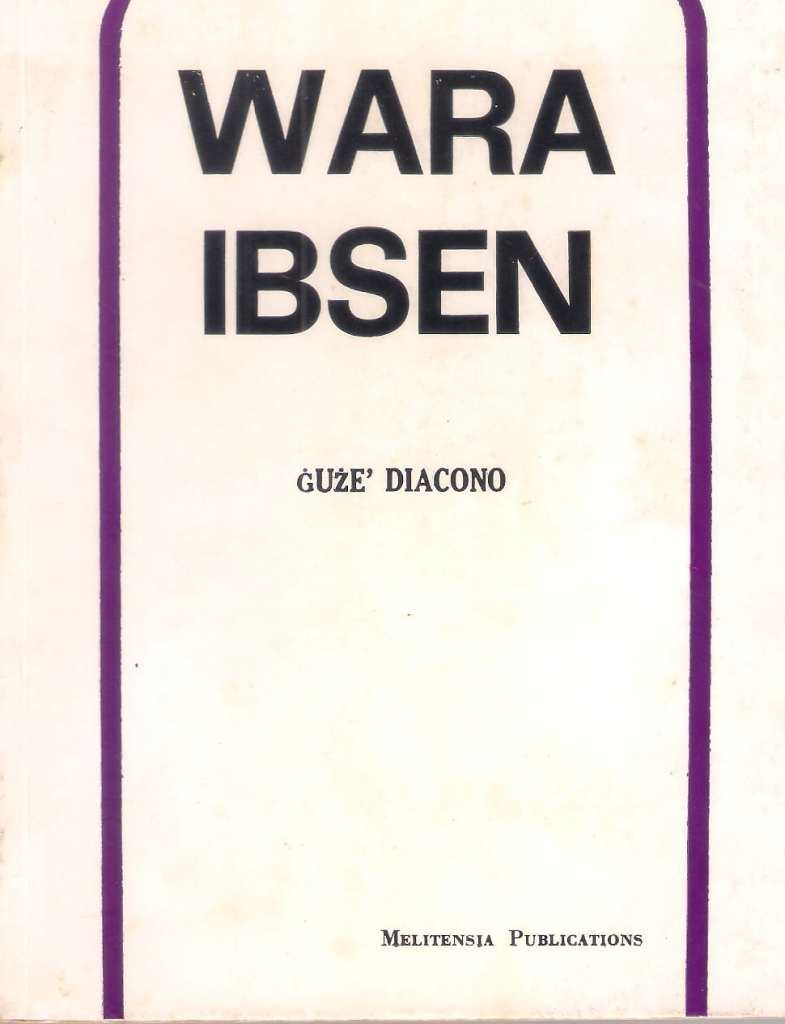 WARA
IBSEN
ĠUŻE’ DIACONO
MELITENSIA PUBLICATIONS